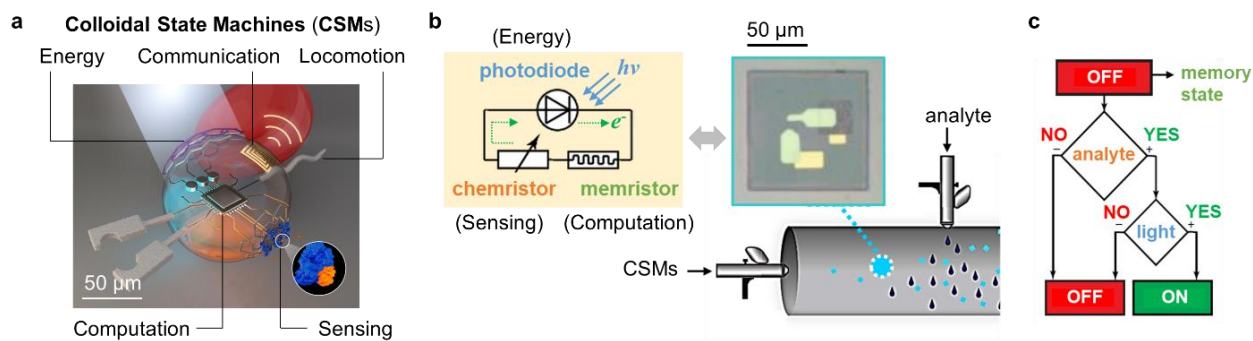 a
Colloidal State Machines (CSMs)
Energy
Communication
Locomotion
50 µm
Computation
Sensing
b
(Energy)
photodiode
hν
e-
chemristor
memristor
(Sensing)
(Computation)
50 µm
analyte
CSMs
c
OFF
memory
state
NO
YES
−
analyte
+
NO
YES
−
light
+
OFF
ON